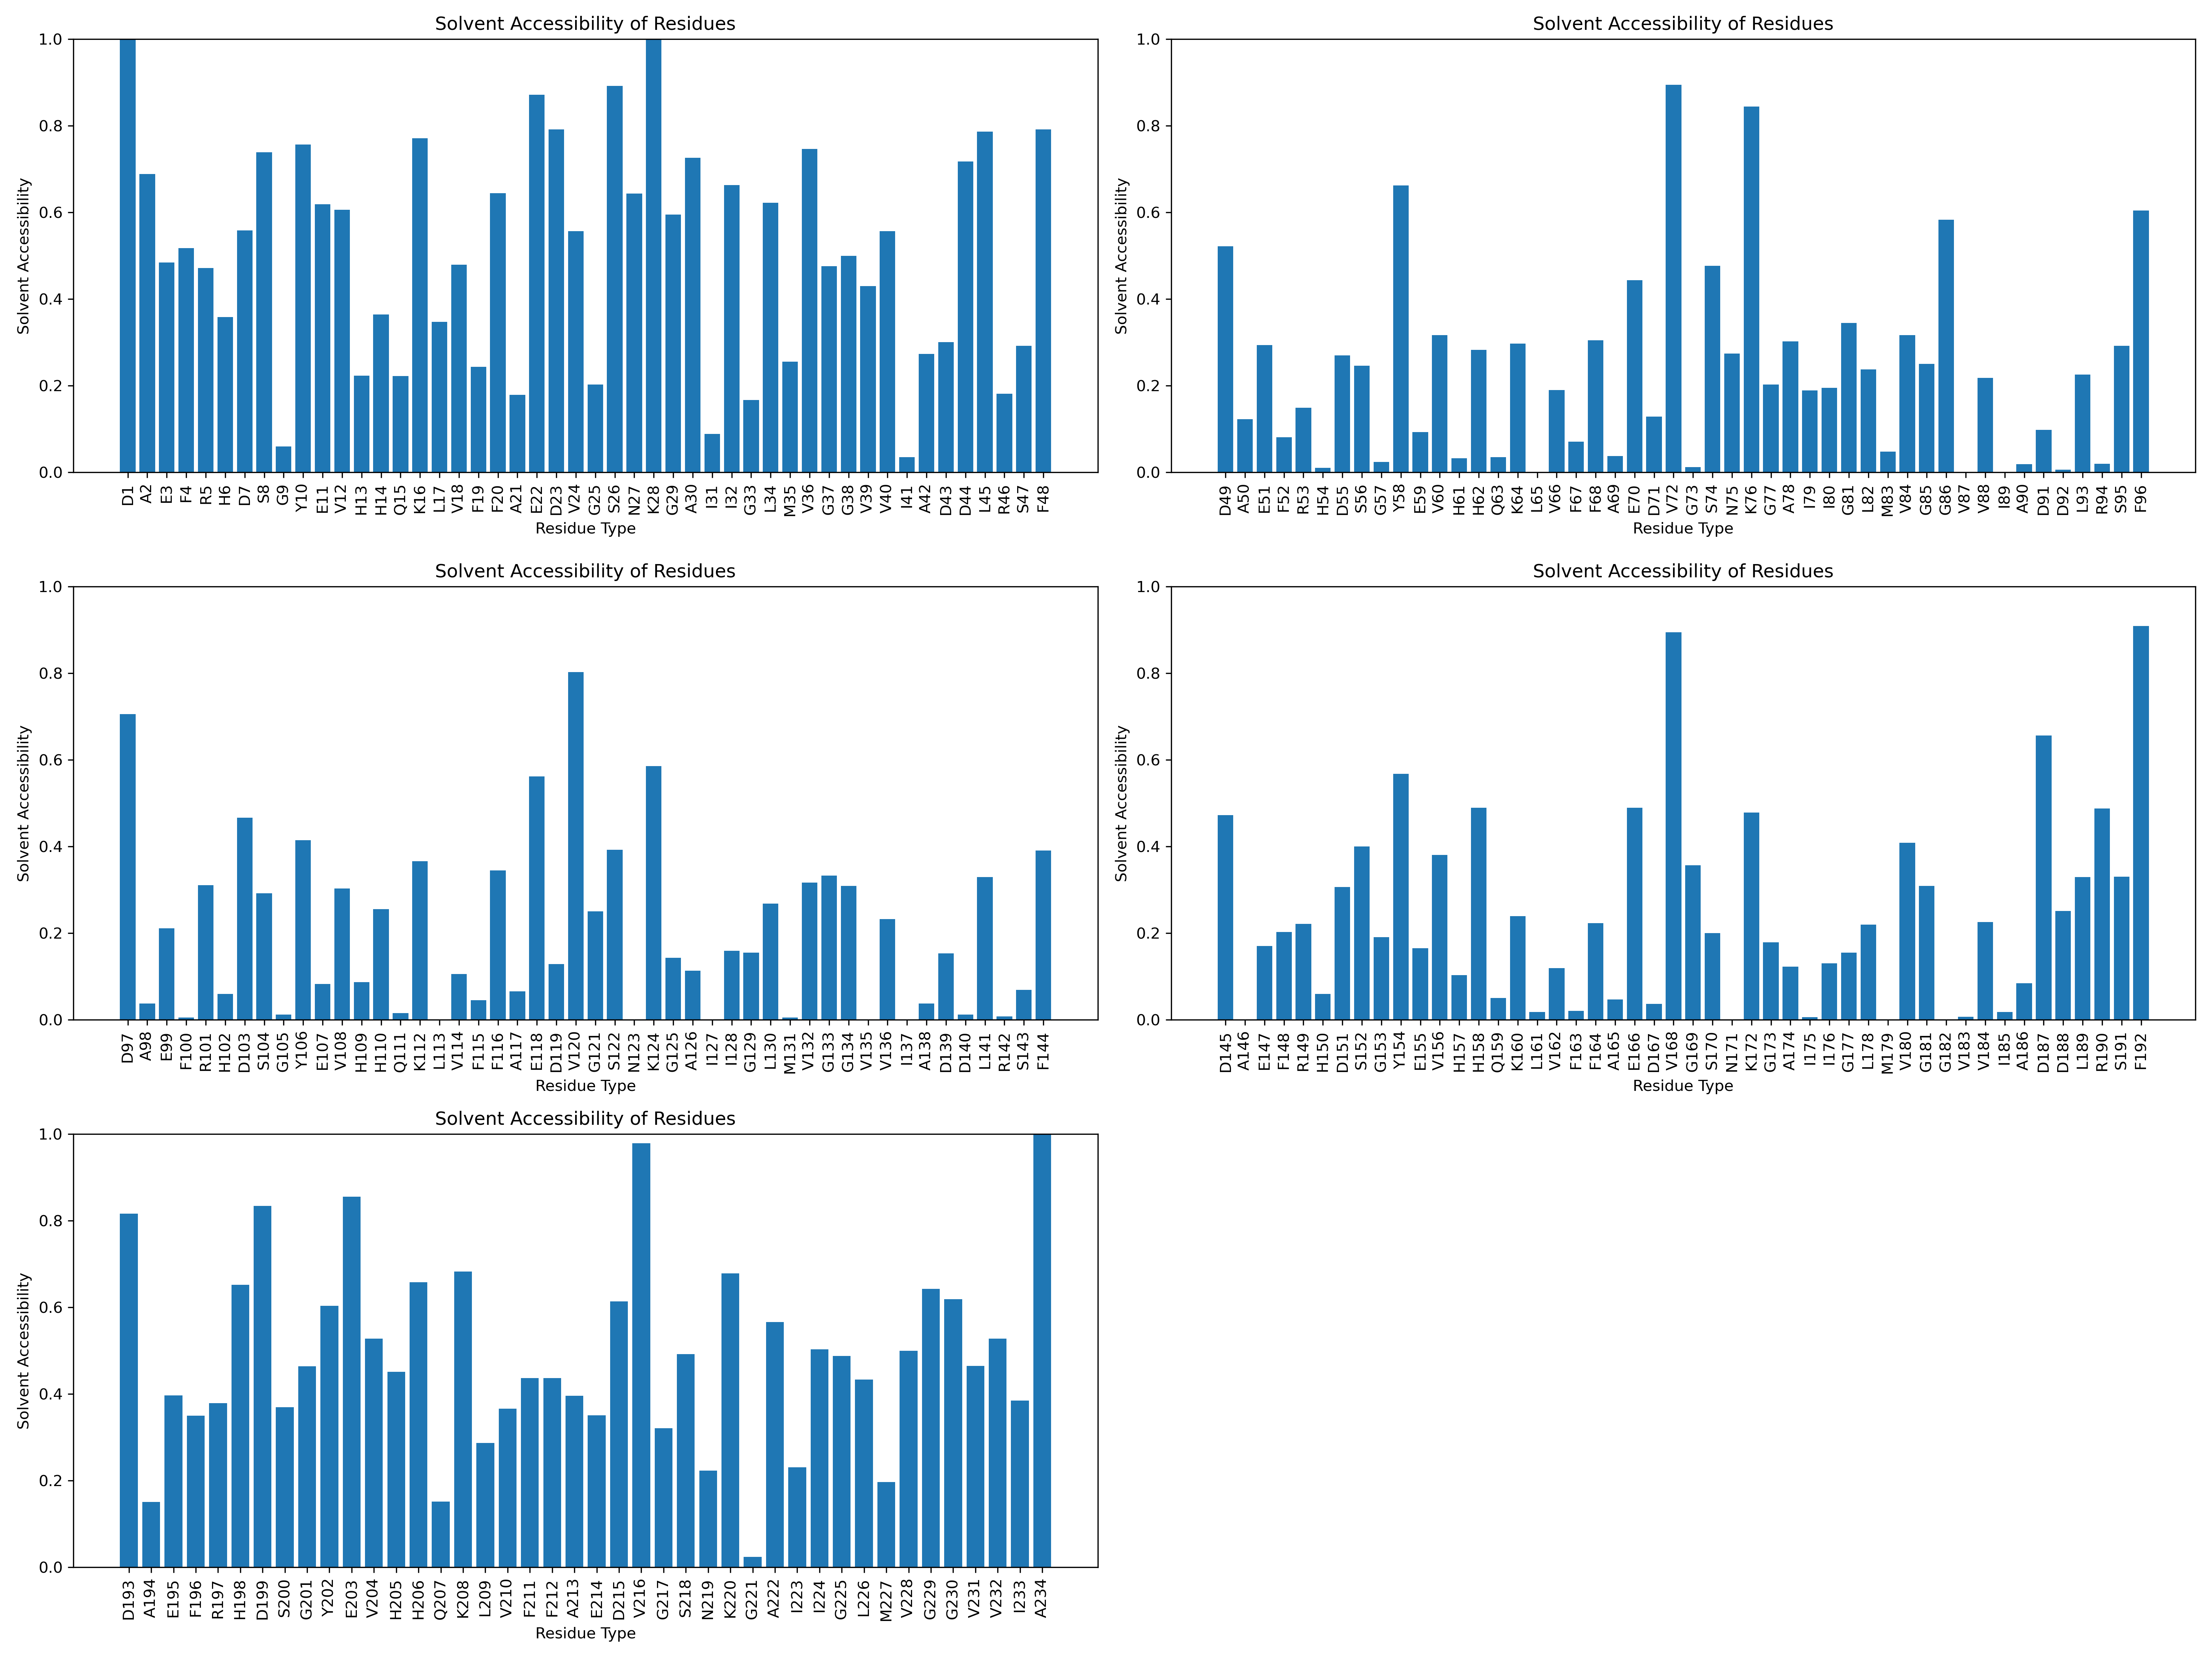 Solvent Accessibility of Residues
Solvent Accessibility
1.0
0.8
0.6
0.4
0.2
0.0
D1 A2 E3 F4 R5 H6 D7 S8 G9 Y10 E11 V12 H13 H14 Q15 K16 L17 V18 F19 F20 A21 E22 D23 V24 G25 S26 N27 K28 G29 A30 I31 I32 G33 L34 M35 V36 G37 G38 V39 V40 I41 A42 D43 D44 L45 R46 S47 F48
Residue Type
Solvent Accessibility of Residues
Solvent Accessibility
1.0
0.8
0.6
0.4
0.2
0.0
D49 A50 E51 F52 R53 H54 D55 S56 G57 Y58 E59 V60 H61 H62 Q63 K64 L65 V66 F67 F68 A69 E70 D71 V72 G73 S74 N75 K76 G77 A78 I79 I80 G81 L82 M83 V84 G85 G86 V87 V88 I89 A90 D91 D92 L93 R94 S95 F96
Residue Type
Solvent Accessibility of Residues
Solvent Accessibility
1.0
0.8
0.6
0.4
0.2
0.0
D97 A98 E99 F100 R101 H102 D103 S104 G105 Y106 E107 V108 H109 H110 Q111 K112 L113 V114 F115 F116 A117 E118 D119 V120 G121 S122 N123 K124 G125 A126 I127 I128 G129 L130 M131 V132 G133 G134 V135 V136 I137 A138 D139 D140 L141 R142 S143 F144
Residue Type
Solvent Accessibility of Residues
Solvent Accessibility
1.0
0.8
0.6
0.4
0.2
0.0
D145 A146 E147 F148 R149 H150 D151 S152 G153 Y154 E155 V156 H157 H158 Q159 K160 L161 V162 F163 F164 A165 E166 D167 V168 G169 S170 N171 K172 G173 A174 I175 I176 G177 L178 M179 V180 G181 G182 V183 V184 I185 A186 D187 D188 L189 R190 S191 F192
Residue Type
Solvent Accessibility of Residues
Solvent Accessibility
1.0
0.8
0.6
0.4
0.2
0.0
D193 A194 E195 F196 R197 H198 D199 S200 G201 Y202 E203 V204 H205 H206 Q207 K208 L209 V210 F211 F212 A213 E214 D215 V216 G217 S218 N219 K220 G221 A222 I223 I224 G225 L226 M227 V228 G229 G230 V231 V232 I233 A234
Residue Type